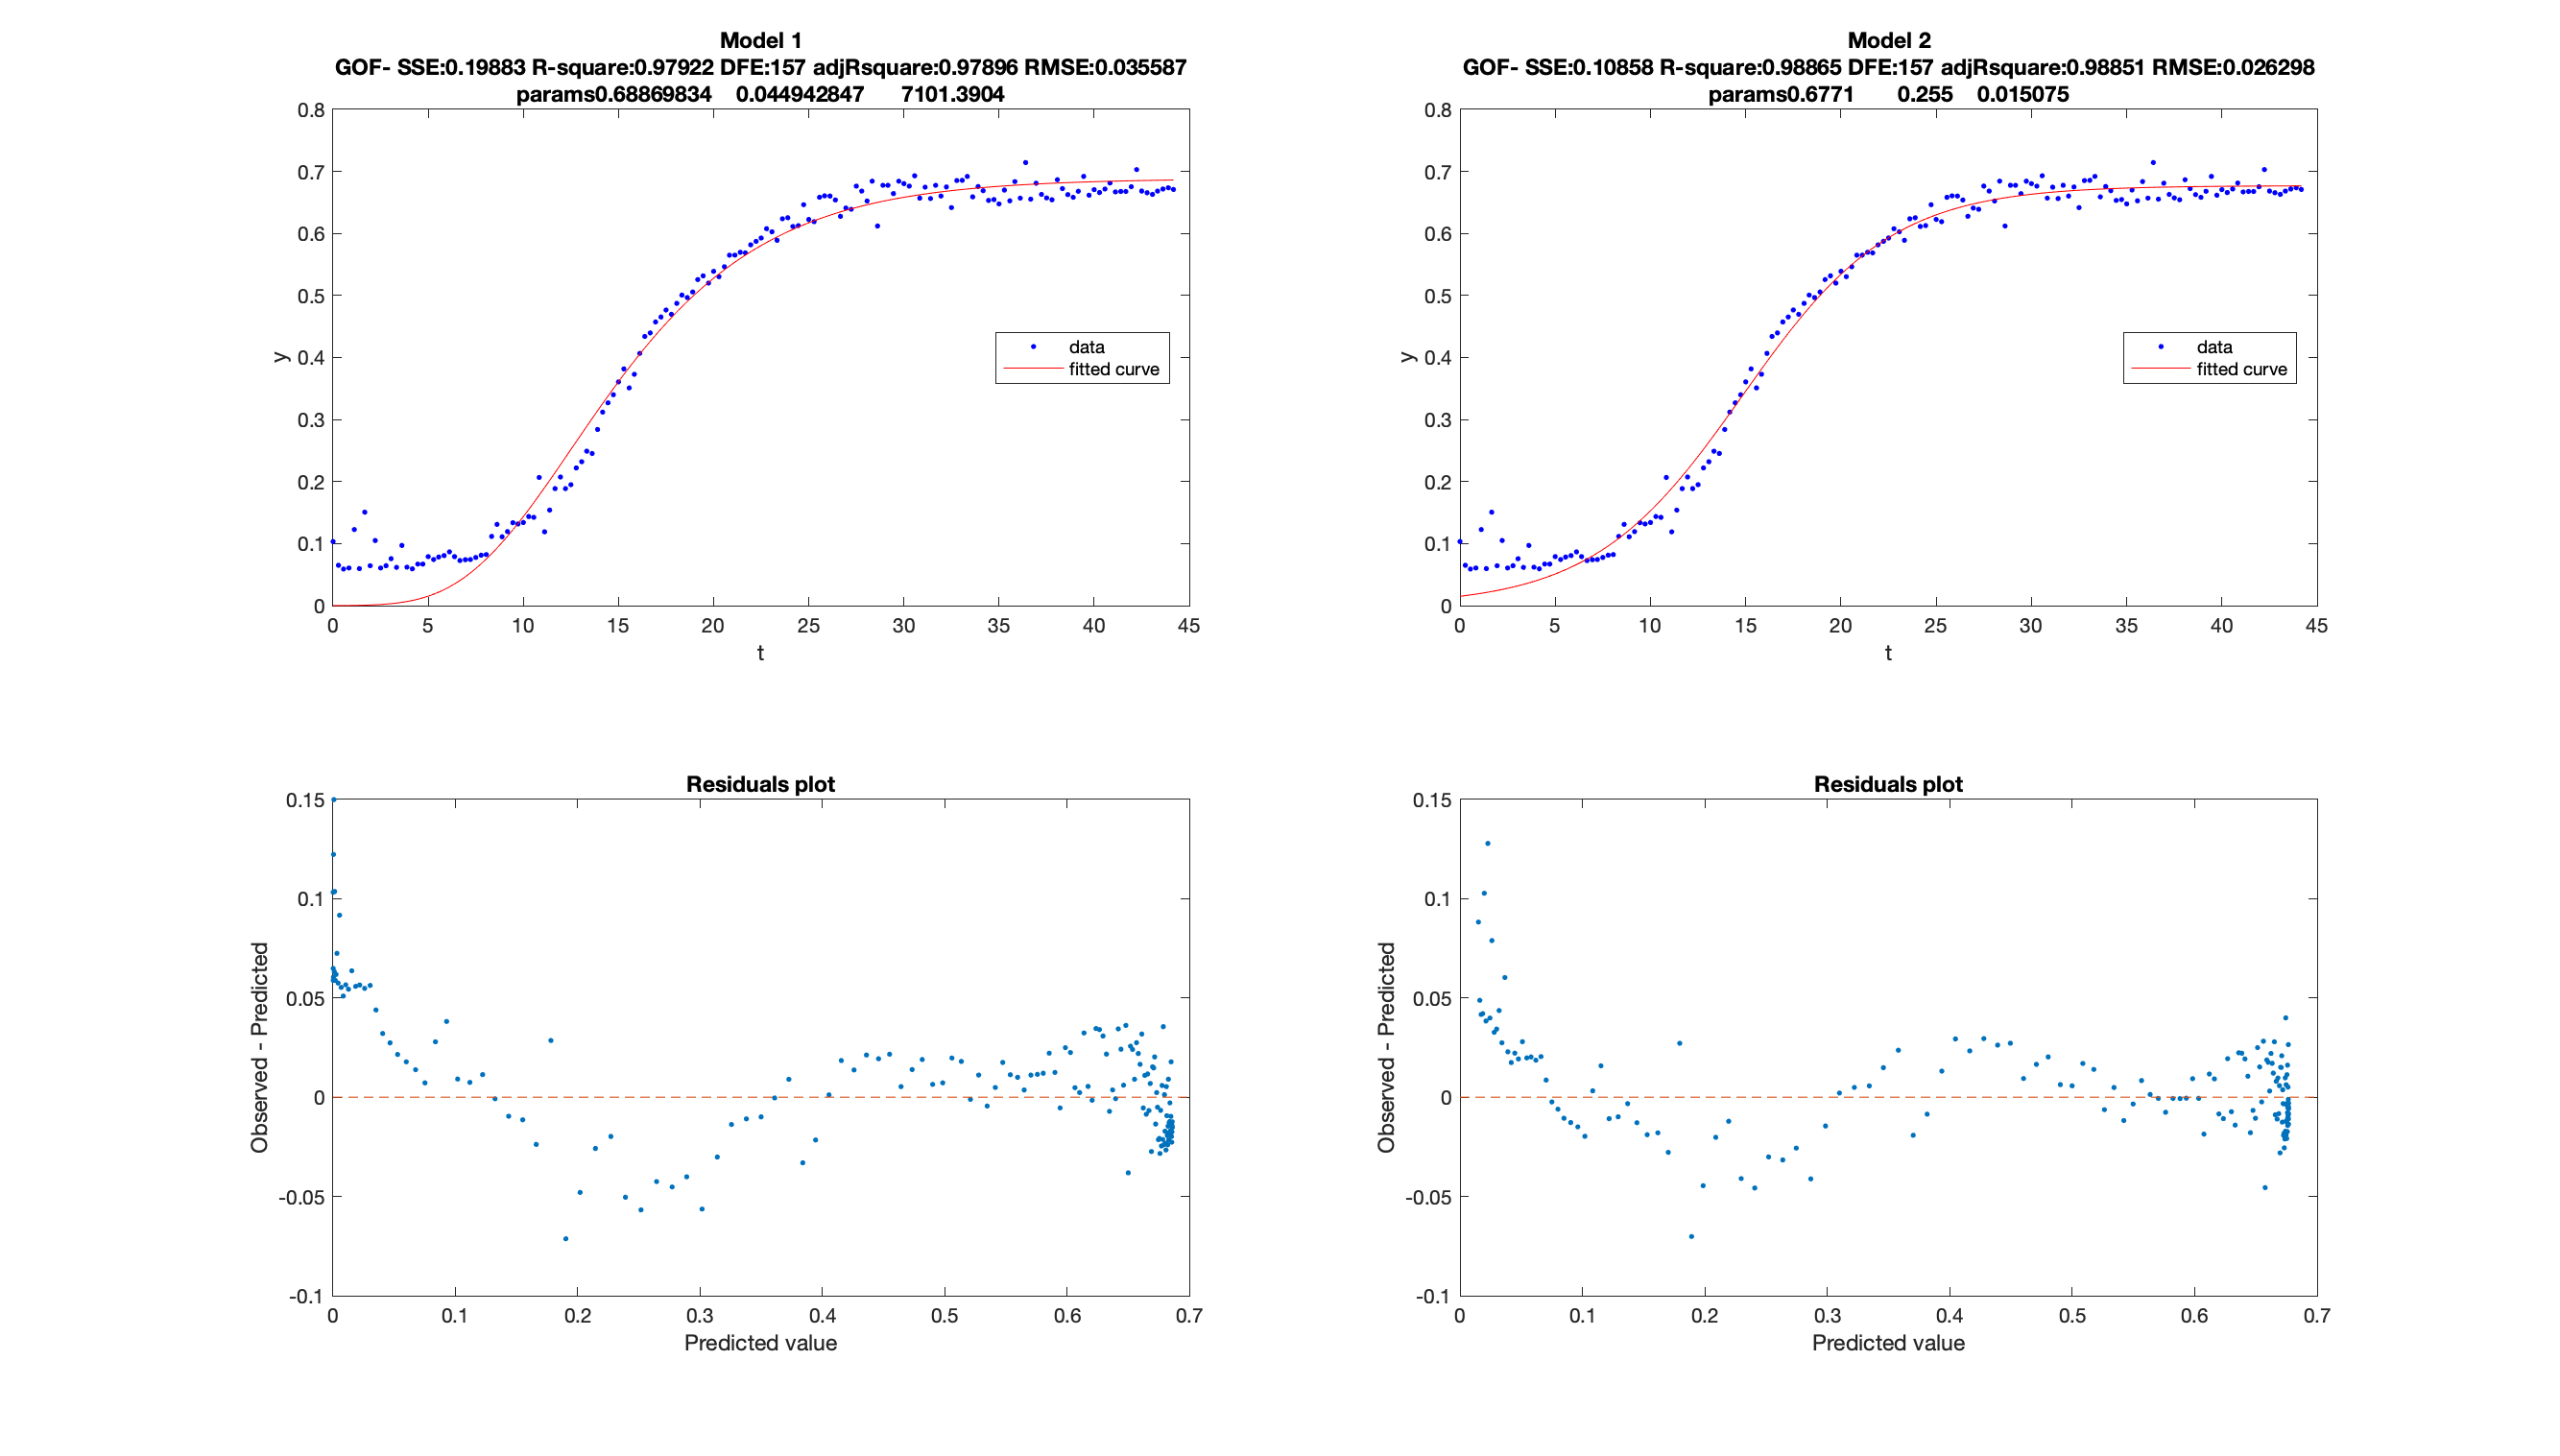 Model 1
GOF- SSE:0.19883 R-square:0.97922 DFE:157 adjRsquare:0.97896 RMSE:0.035587
params0.68869834 0.044942847 7101.3904
0.8
0.7
0.6
0.5
0.4
0.3
0.2
0.1
0
y
data
fitted curve
0 5 10 15 20 25 30 35 40 45
t
Model 2
GOF- SSE:0.10858 R-square:0.98865 DFE:157 adjRsquare:0.98851 RMSE:0.026298
params0.6771 0.255 0.015075
0.8
0.7
0.6
0.5
0.4
0.3
0.2
0.1
0
y
data
fitted curve
0 5 10 15 20 25 30 35 40 45
t
Residuals plot
0.15
0.1
0.05
0
-0.05
-0.1
Observed - Predicted
0 0.1 0.2 0.3 0.4 0.5 0.6 0.7
Predicted value
Residuals plot
0.15
0.1
0.05
0
-0.05
-0.1
Observed - Predicted
0 0.1 0.2 0.3 0.4 0.5 0.6 0.7
Predicted value